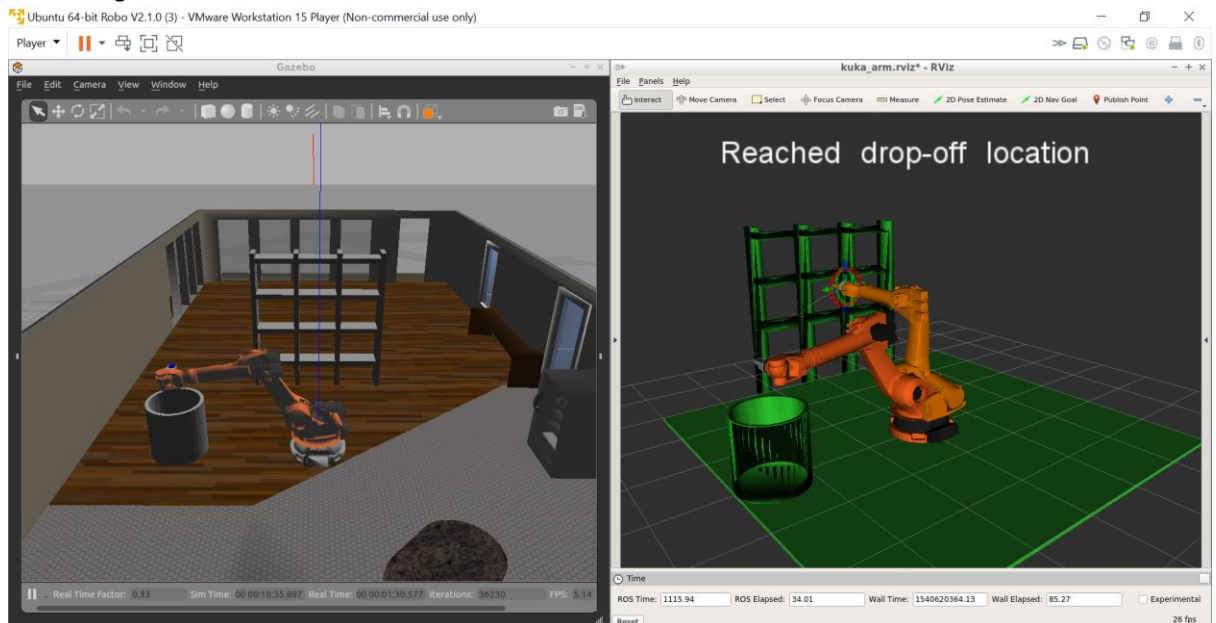 Ubuntu 64-bit Robo V2.1.0 (3) - VMware Workstation 15 Player (Non-commercial use only)
Player
Gazebo
File Edit Camera View Window Help
Real Time Factor: 0.33 Sim Time: 00 00:18:35.897 Real Time: 00 00:01:30.577 Iterations: 36230 FPS: 5.14
kuka_arm.rviz* - RViz
File Panels Help
Interact Move Camera Select Focus Camera Measure 2D Pose Estimate 2D Nav Goal Publish Point
Reached drop-off location
Time
ROS Time: 1115.94 ROS Elapsed: 34.01 Wall Time: 1540620364.13 Wall Elapsed: 85.27 Experimental
Reset 26 fps